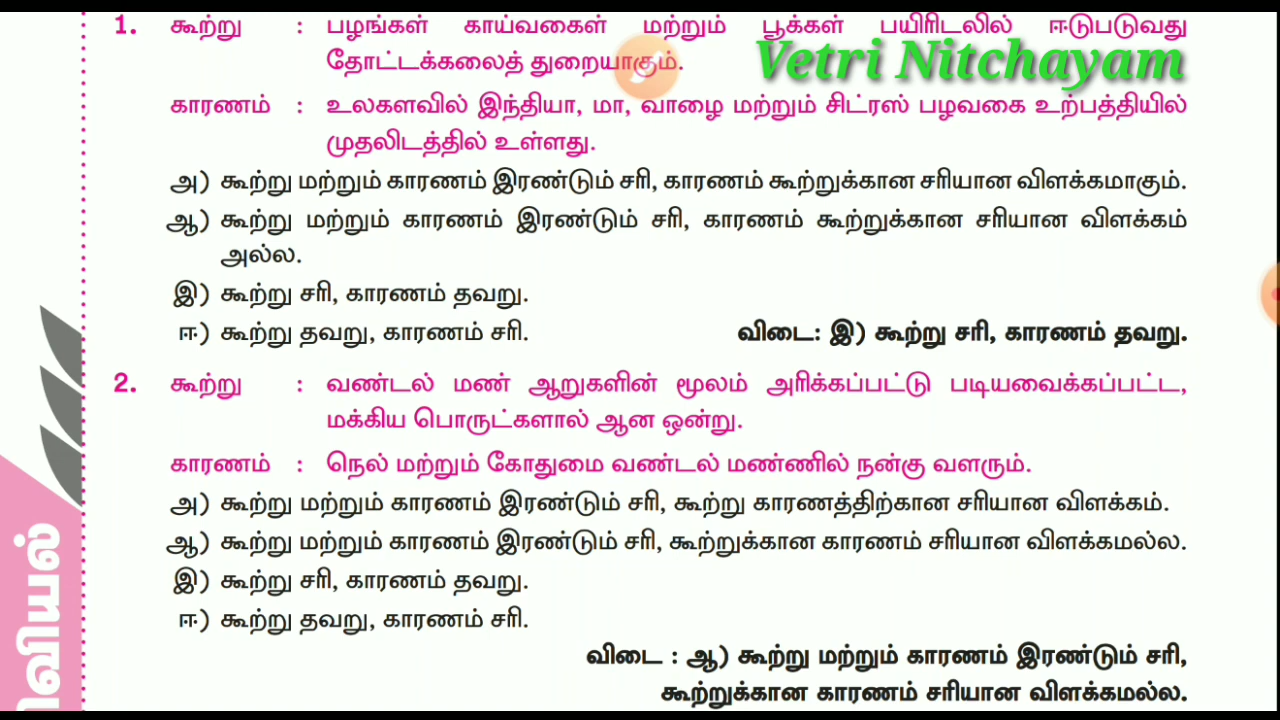 1. கூற்று : பழங்கள் காய்வகைகள் மற்றும் பூக்கள் பயிரிடலில் ஈடுபடுவது
தோட்டக்கலைத் துறையாகும்.
Vetri Nitchayam
காரணம் : உலகளவில் இந்தியா, மா, வாழை மற்றும் சிட்ரஸ் பழவகை உற்பத்தியில்
முதலிடத்தில் உள்ளது.
அ) கூற்று மற்றும் காரணம் இரண்டும் சரி, காரணம் கூற்றுக்கான சரியான விளக்கமாகும்.
ஆ) கூற்று மற்றும் காரணம் இரண்டும் சரி, காரணம் கூற்றுக்கான சரியான விளக்கம்
அல்ல.
இ) கூற்று சரி, காரணம் தவறு.
ஈ) கூற்று தவறு, காரணம் சரி. விடை: இ) கூற்று சரி, காரணம் தவறு.
2. கூற்று : வண்டல் மண் ஆறுகளின் மூலம் அரிக்கப்பட்டு படியவைக்கப்பட்ட,
மக்கிய பொருட்களால் ஆன ஒன்று.
காரணம் : நெல் மற்றும் கோதுமை வண்டல் மண்ணில் நன்கு வளரும்.
அ) கூற்று மற்றும் காரணம் இரண்டும் சரி, கூற்று காரணத்திற்கான சரியான விளக்கம்.
ஆ) கூற்று மற்றும் காரணம் இரண்டும் சரி, கூற்றுக்கான காரணம் சரியான விளக்கமல்ல.
இ) கூற்று சரி, காரணம் தவறு.
ஈ) கூற்று தவறு, காரணம் சரி.
விடை : ஆ) கூற்று மற்றும் காரணம் இரண்டும் சரி,
கூற்றுக்கான காரணம் சரியான விளக்கமல்ல.